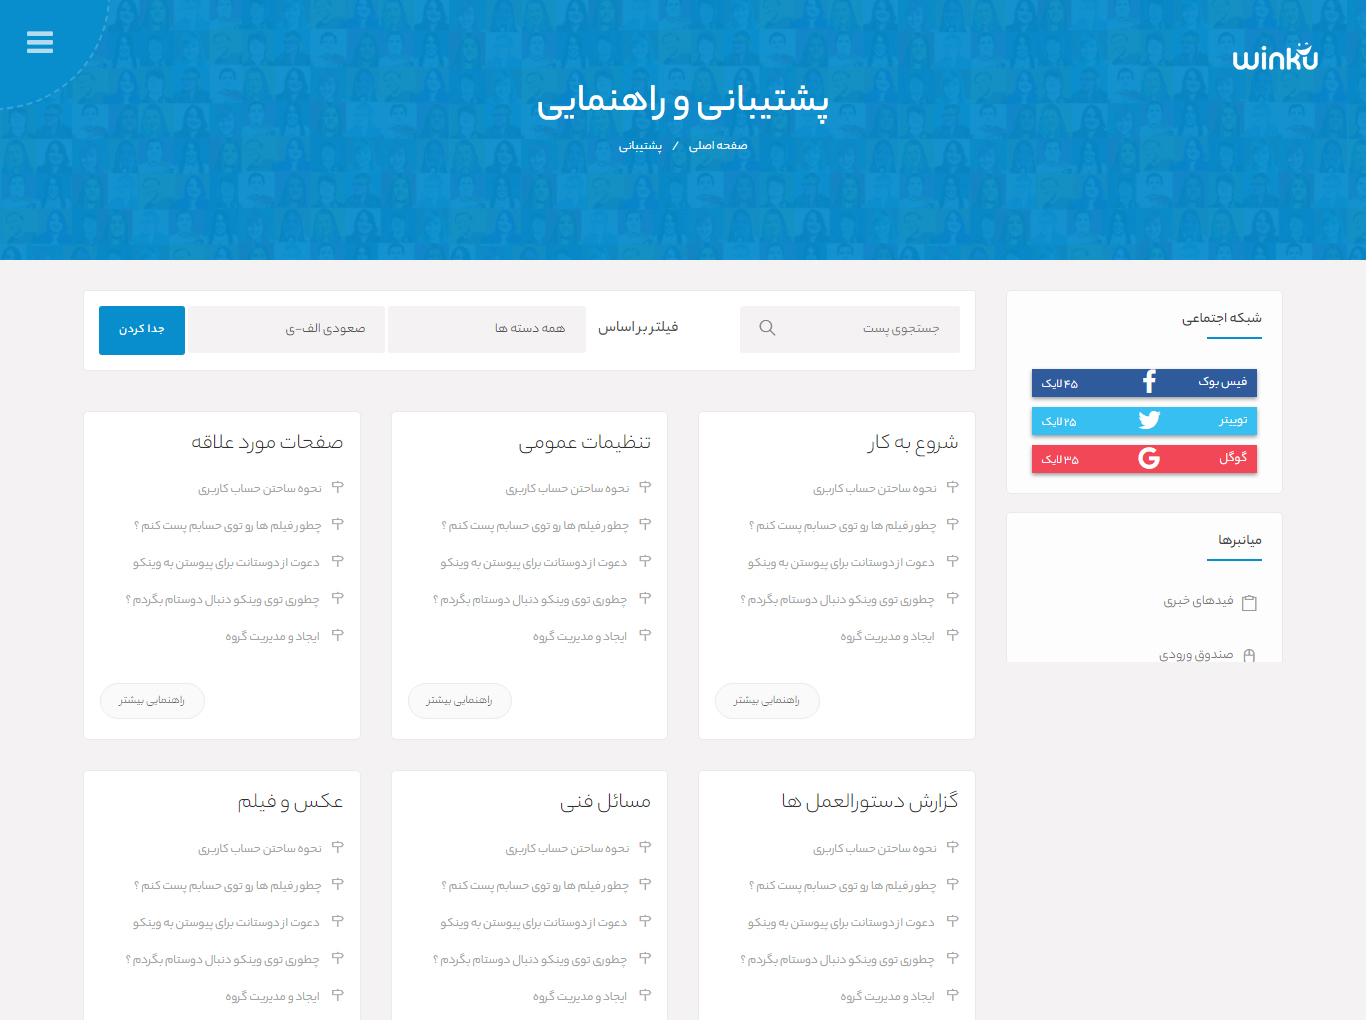 winku
پشتیبانی و راهنمایی
صفحه اصلی / پشتیبانی
شبکه اجتماعی
فیس بوک ۴۵ لایک
توییتر ۲۵ لایک
گوگل ۳۵ لایک
میانبرها
فیدهای خبری
صندوق ورودی
جستجوی پست
فیلتر بر اساس
همه دسته ها
صعودی الف-ی
جدا کردن
شروع به کار
نحوه ساختن حساب کاربری
چطور فیلم ها رو توی حسابم پست کنم ؟
دعوت از دوستانت برای پیوستن به وینکو
چطوری توی وینکو دنبال دوستام بگردم ؟
ایجاد و مدیریت گروه
راهنمایی بیشتر
تنظیمات عمومی
نحوه ساختن حساب کاربری
چطور فیلم ها رو توی حسابم پست کنم ؟
دعوت از دوستانت برای پیوستن به وینکو
چطوری توی وینکو دنبال دوستام بگردم ؟
ایجاد و مدیریت گروه
راهنمایی بیشتر
صفحات مورد علاقه
نحوه ساختن حساب کاربری
چطور فیلم ها رو توی حسابم پست کنم ؟
دعوت از دوستانت برای پیوستن به وینکو
چطوری توی وینکو دنبال دوستام بگردم ؟
ایجاد و مدیریت گروه
راهنمایی بیشتر
گزارش دستورالعمل ها
نحوه ساختن حساب کاربری
چطور فیلم ها رو توی حسابم پست کنم ؟
دعوت از دوستانت برای پیوستن به وینکو
چطوری توی وینکو دنبال دوستام بگردم ؟
ایجاد و مدیریت گروه
مسائل فنی
نحوه ساختن حساب کاربری
چطور فیلم ها رو توی حسابم پست کنم ؟
دعوت از دوستانت برای پیوستن به وینکو
چطوری توی وینکو دنبال دوستام بگردم ؟
ایجاد و مدیریت گروه
عکس و فیلم
نحوه ساختن حساب کاربری
چطور فیلم ها رو توی حسابم پست کنم ؟
دعوت از دوستانت برای پیوستن به وینکو
چطوری توی وینکو دنبال دوستام بگردم ؟
ایجاد و مدیریت گروه